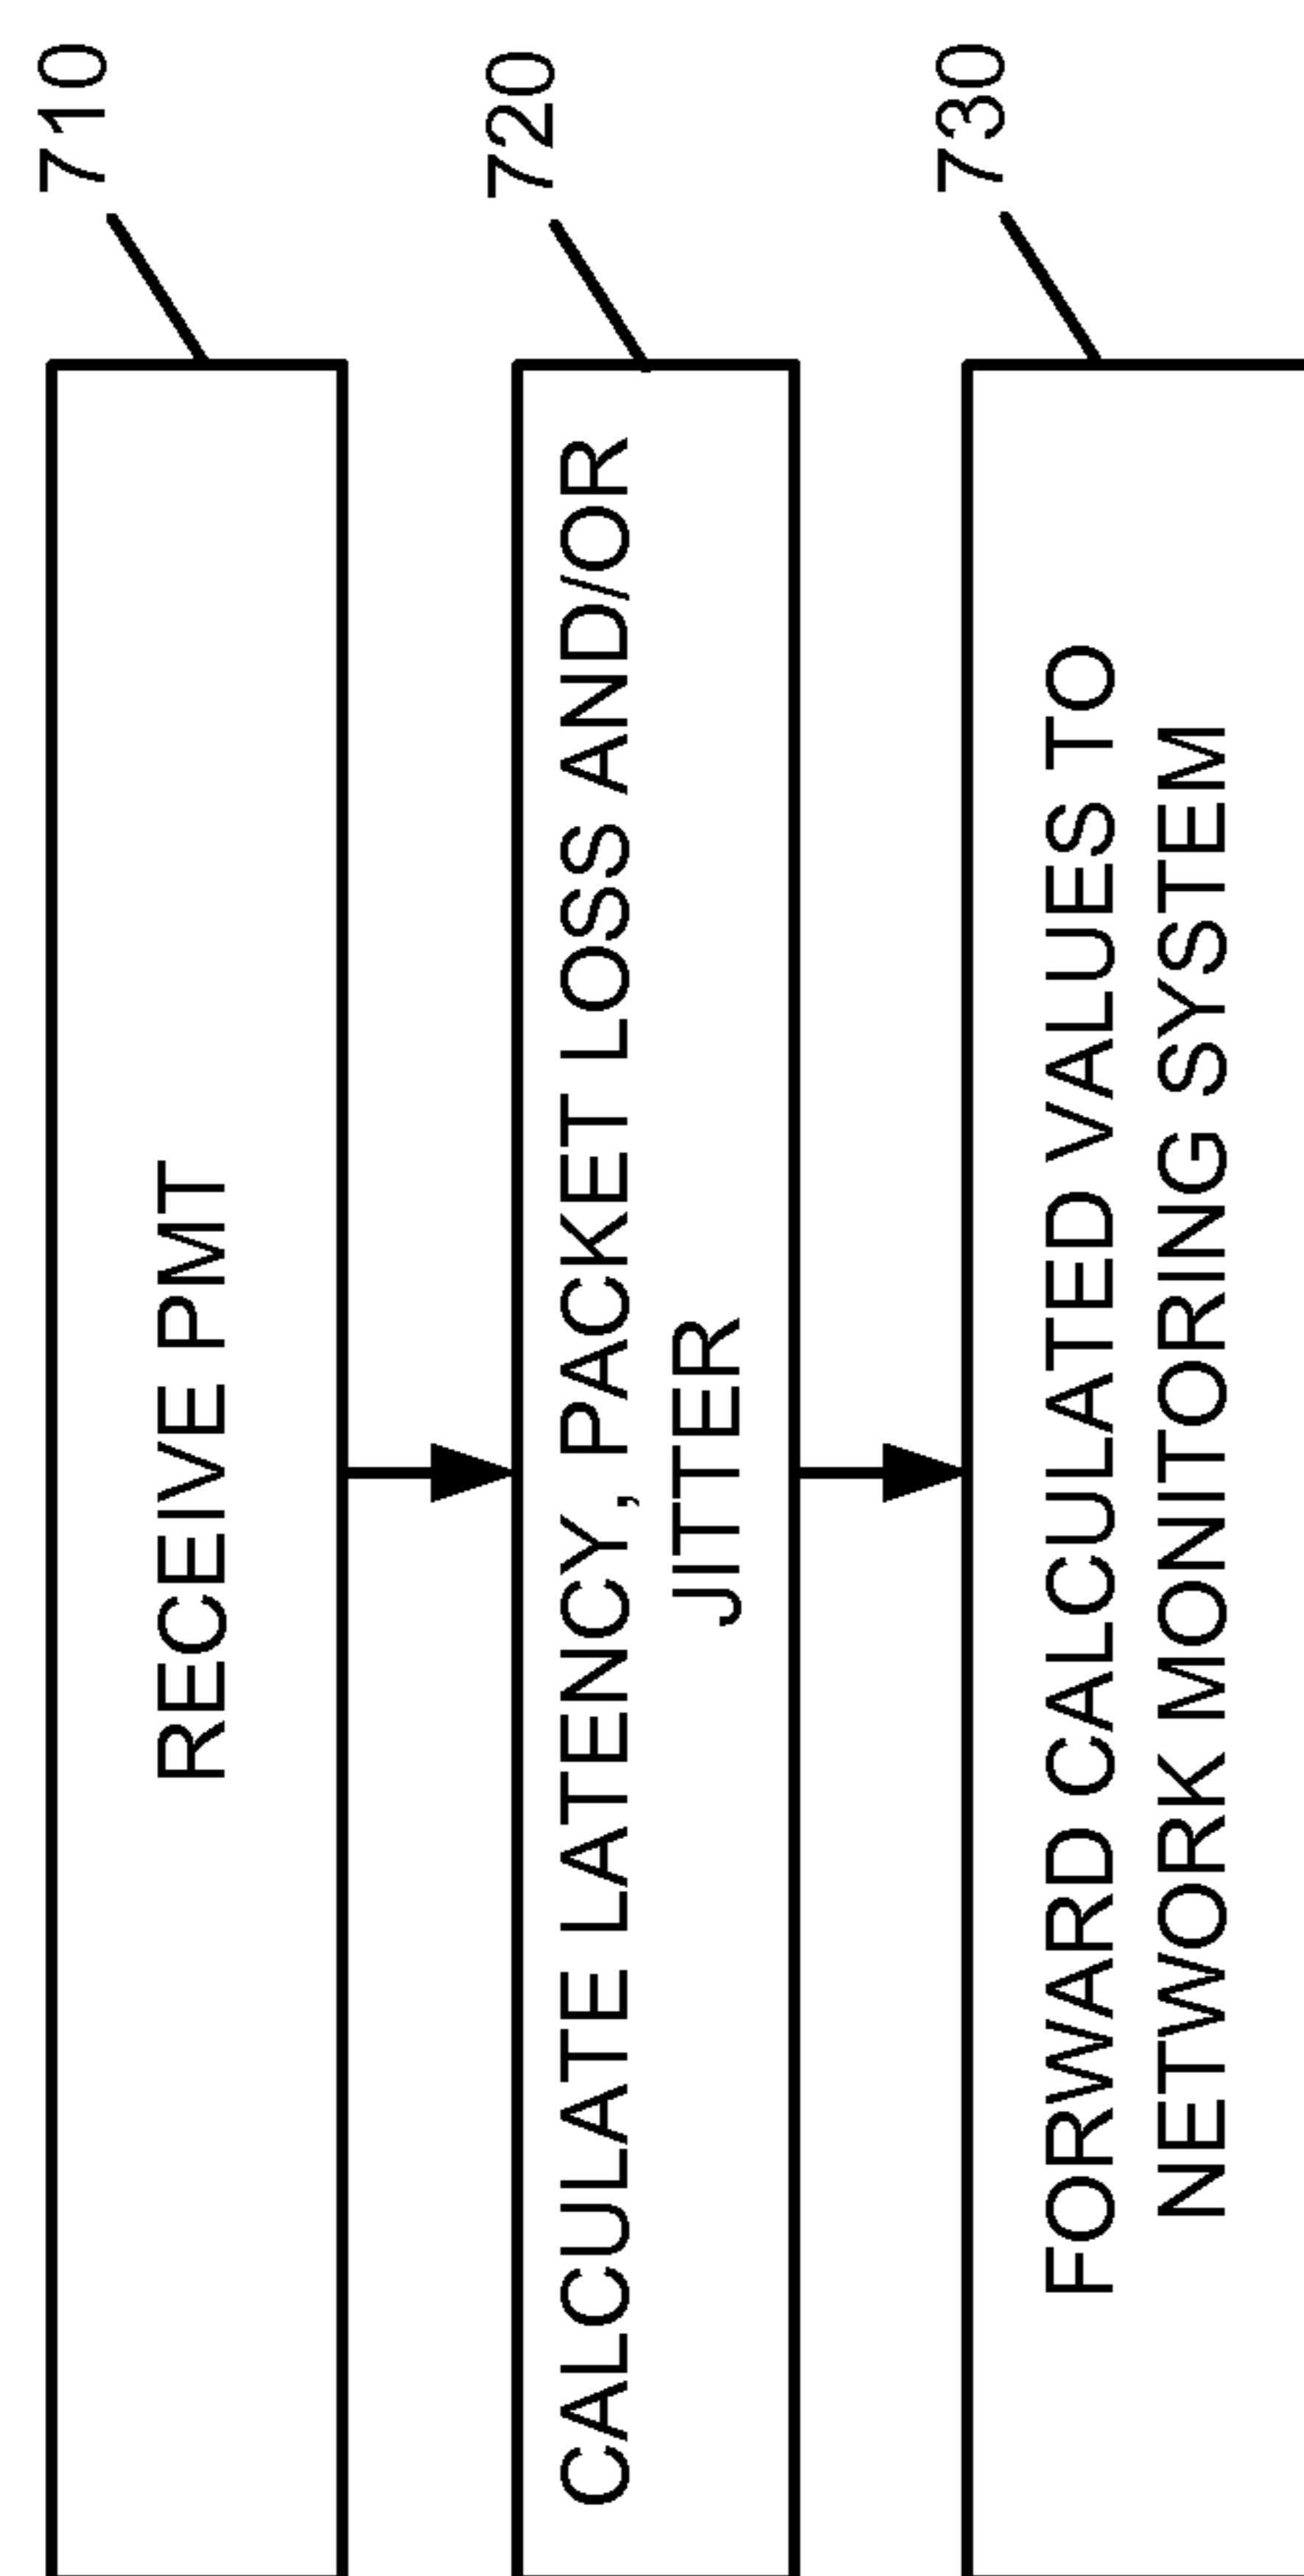 710
RECEIVE PMT
720
CALCULATE LATENCY, PACKET LOSS AND/OR
JITTER
730
FORWARD CALCULATED VALUES TO
NETWORK MONITORING SYSTEM